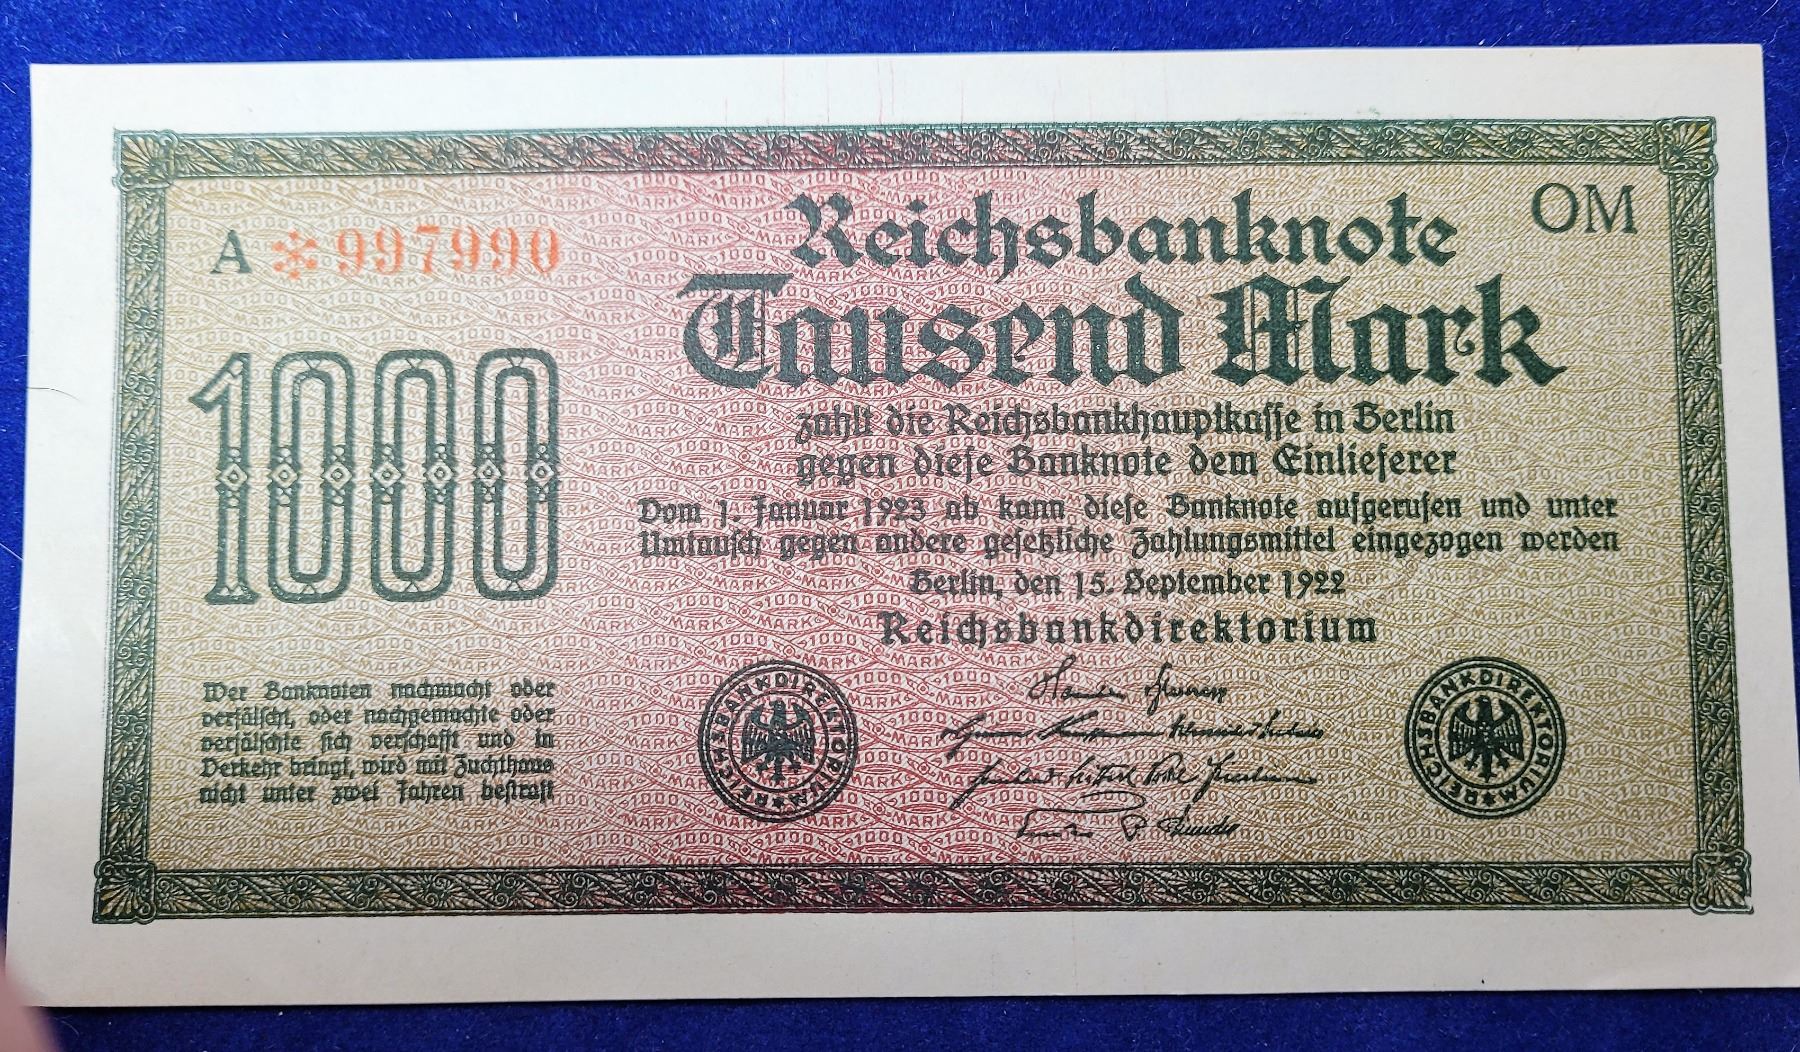 A *997990
OM
Reichsbanknote
Tausend Mark
1000
zahlt die Reichsbankhauptkasse in Berlin
gegen diese Banknote dem Einlieferer
Vom 1. Januar 1923 ab kann diese Banknote aufgerufen und unter
Umtausch gegen andere gesetzliche Zahlungsmittel eingezogen werden
Berlin, den 15. September 1922
Reichsbankdirektorium
Wer Banknoten nachmacht oder
verfälscht, oder nachgemachte oder
verfälschte sich verschafft und in
Verkehr bringt, wird mit Zuchthaus
nicht unter zwei Jahren bestraft
REICHSBANKDIREKTORIUM
REICHSBANKDIREKTORIUM